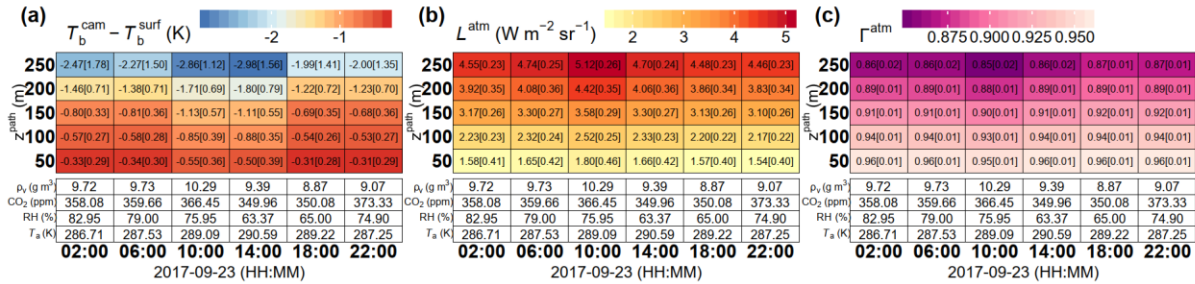 (a) T_b^cam − T_b^surf (K)
-2 -1
250 -2.47[1.78] -2.27[1.50] -2.86[1.12] -2.98[1.56] -1.99[1.41] -2.00[1.35]
200 -1.46[0.71] -1.38[0.71] -1.71[0.69] -1.80[0.79] -1.22[0.72] -1.23[0.70]
150 -0.80[0.33] -0.81[0.36] -1.13[0.57] -1.11[0.55] -0.69[0.35] -0.68[0.36]
100 -0.57[0.27] -0.58[0.28] -0.85[0.39] -0.88[0.35] -0.54[0.26] -0.53[0.27]
50 -0.33[0.29] -0.34[0.30] -0.55[0.36] -0.50[0.39] -0.31[0.28] -0.31[0.29]
z^path (m)
ρv (g m³) 9.72 9.73 10.29 9.39 8.87 9.07
CO₂ (ppm) 358.08 359.66 366.45 349.96 350.08 373.33
RH (%) 82.95 79.00 75.95 63.37 65.00 74.90
Ta (K) 286.71 287.53 289.09 290.59 289.22 287.25
02:00 06:00 10:00 14:00 18:00 22:00
2017-09-23 (HH:MM)
(b) L^atm (W m⁻² sr⁻¹)
2 3 4 5
250 4.55[0.23] 4.74[0.25] 5.12[0.26] 4.70[0.24] 4.48[0.23] 4.46[0.23]
200 3.92[0.35] 4.08[0.36] 4.42[0.35] 4.06[0.36] 3.86[0.34] 3.83[0.34]
150 3.17[0.26] 3.30[0.27] 3.58[0.29] 3.30[0.27] 3.13[0.26] 3.10[0.26]
100 2.23[0.23] 2.32[0.24] 2.52[0.25] 2.33[0.23] 2.20[0.22] 2.17[0.22]
50 1.58[0.41] 1.65[0.42] 1.80[0.46] 1.66[0.42] 1.57[0.40] 1.54[0.40]
z^path (m)
ρv (g m³) 9.72 9.73 10.29 9.39 8.87 9.07
CO₂ (ppm) 358.08 359.66 366.45 349.96 350.08 373.33
RH (%) 82.95 79.00 75.95 63.37 65.00 74.90
Ta (K) 286.71 287.53 289.09 290.59 289.22 287.25
02:00 06:00 10:00 14:00 18:00 22:00
2017-09-23 (HH:MM)
(c) Γ^atm
0.875 0.900 0.925 0.950
250 0.86[0.02] 0.86[0.02] 0.85[0.02] 0.86[0.02] 0.87[0.01] 0.87[0.01]
200 0.89[0.01] 0.89[0.01] 0.88[0.01] 0.89[0.01] 0.89[0.01] 0.89[0.01]
150 0.91[0.01] 0.91[0.01] 0.90[0.01] 0.91[0.01] 0.92[0.01] 0.92[0.01]
100 0.94[0.01] 0.94[0.01] 0.93[0.01] 0.94[0.01] 0.94[0.01] 0.94[0.01]
50 0.96[0.01] 0.96[0.01] 0.95[0.01] 0.96[0.01] 0.96[0.01] 0.96[0.01]
z^path (m)
ρv (g m³) 9.72 9.73 10.29 9.39 8.87 9.07
CO₂ (ppm) 358.08 359.66 366.45 349.96 350.08 373.33
RH (%) 82.95 79.00 75.95 63.37 65.00 74.90
Ta (K) 286.71 287.53 289.09 290.59 289.22 287.25
02:00 06:00 10:00 14:00 18:00 22:00
2017-09-23 (HH:MM)